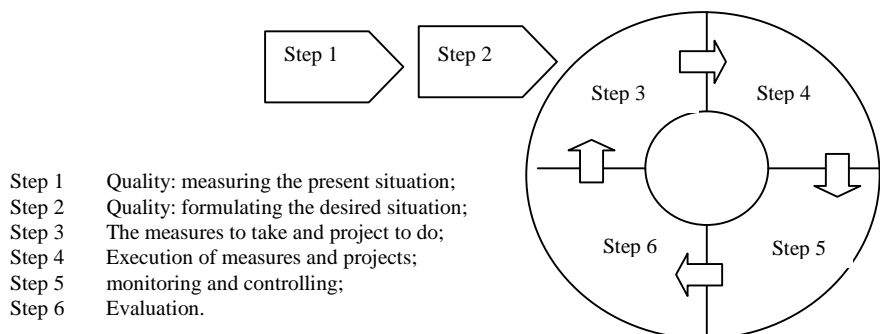 Step 1
Step 2
Step 3
Step 4
Step 6
Step 5
Step 1 Quality: measuring the present situation;
Step 2 Quality: formulating the desired situation;
Step 3 The measures to take and project to do;
Step 4 Execution of measures and projects;
Step 5 monitoring and controlling;
Step 6 Evaluation.